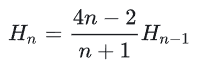 H_n = \frac{4n-2}{n+1} H_{n-1}